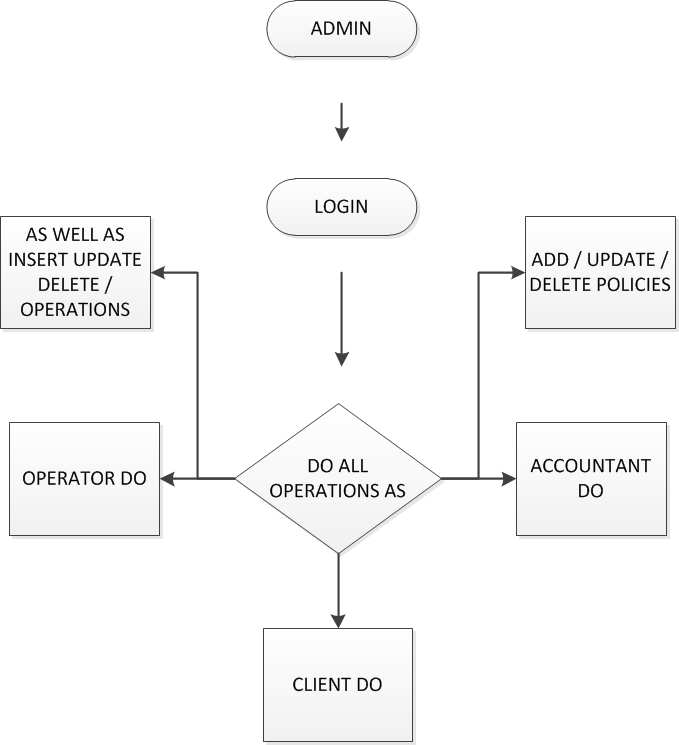 ADMIN
LOGIN
AS WELL AS
INSERT UPDATE
DELETE /
OPERATIONS
ADD / UPDATE /
DELETE POLICIES
OPERATOR DO
DO ALL
OPERATIONS AS
ACCOUNTANT
DO
CLIENT DO